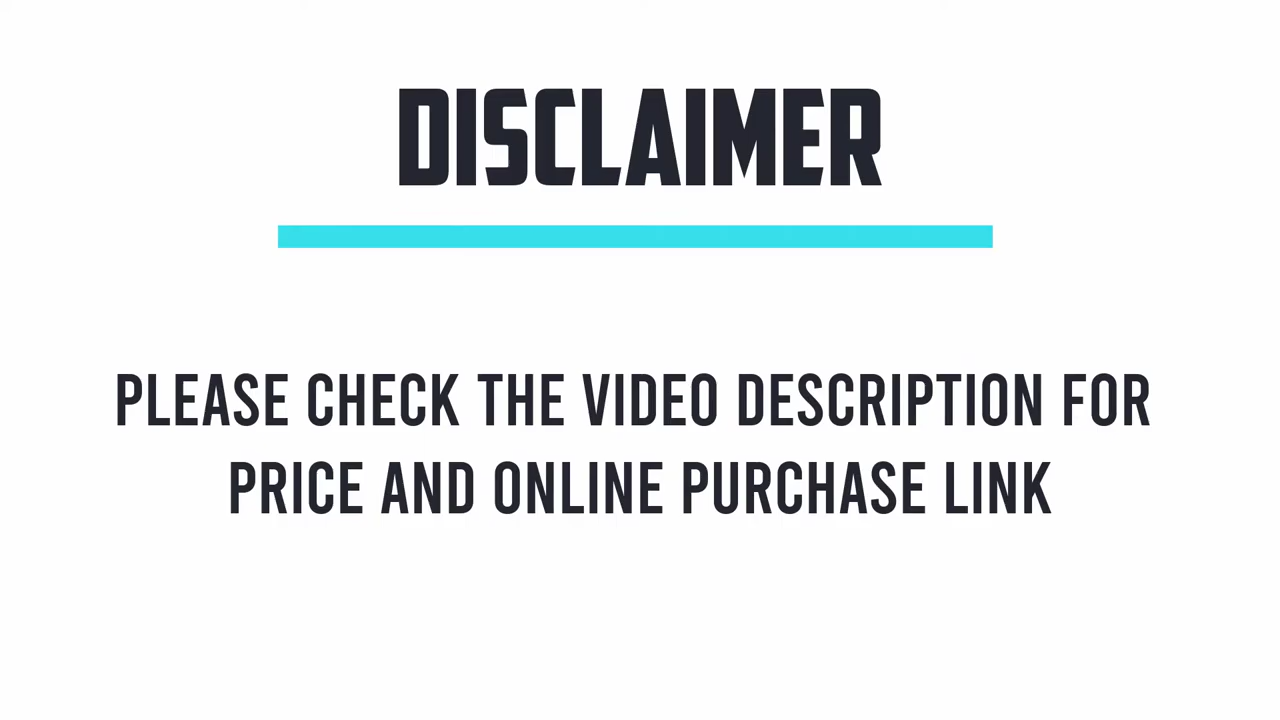 DISCLAIMER
PLEASE CHECK THE VIDEO DESCRIPTION FOR
PRICE AND ONLINE PURCHASE LINK